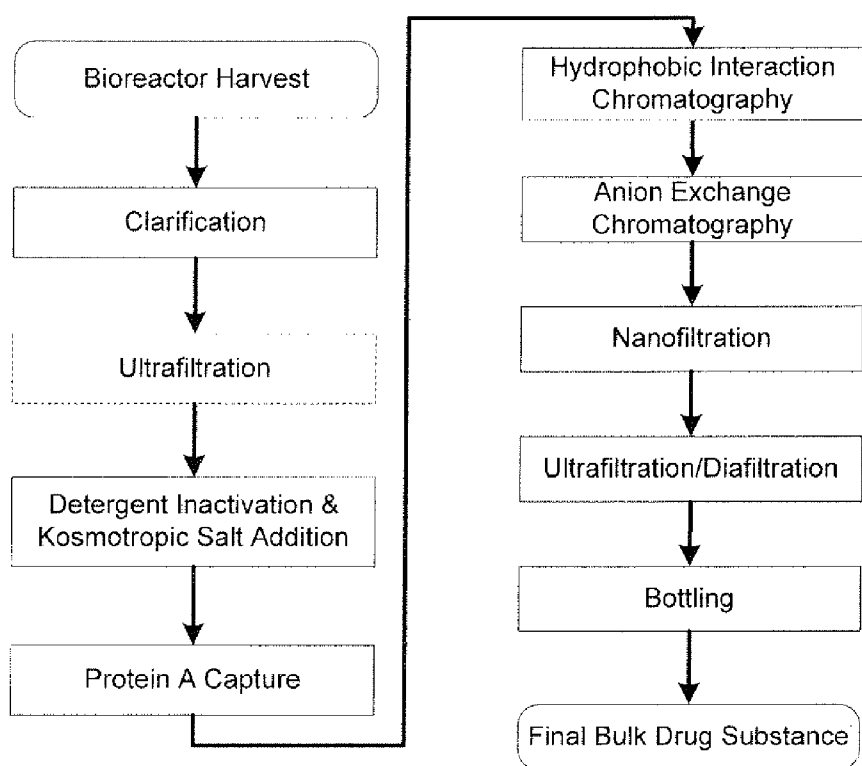 Bioreactor Harvest
Clarification
Ultrafiltration
Detergent Inactivation &
Kosmotropic Salt Addition
Protein A Capture
Hydrophobic Interaction
Chromatography
Anion Exchange
Chromatography
Nanofiltration
Ultrafiltration/Diafiltration
Bottling
Final Bulk Drug Substance